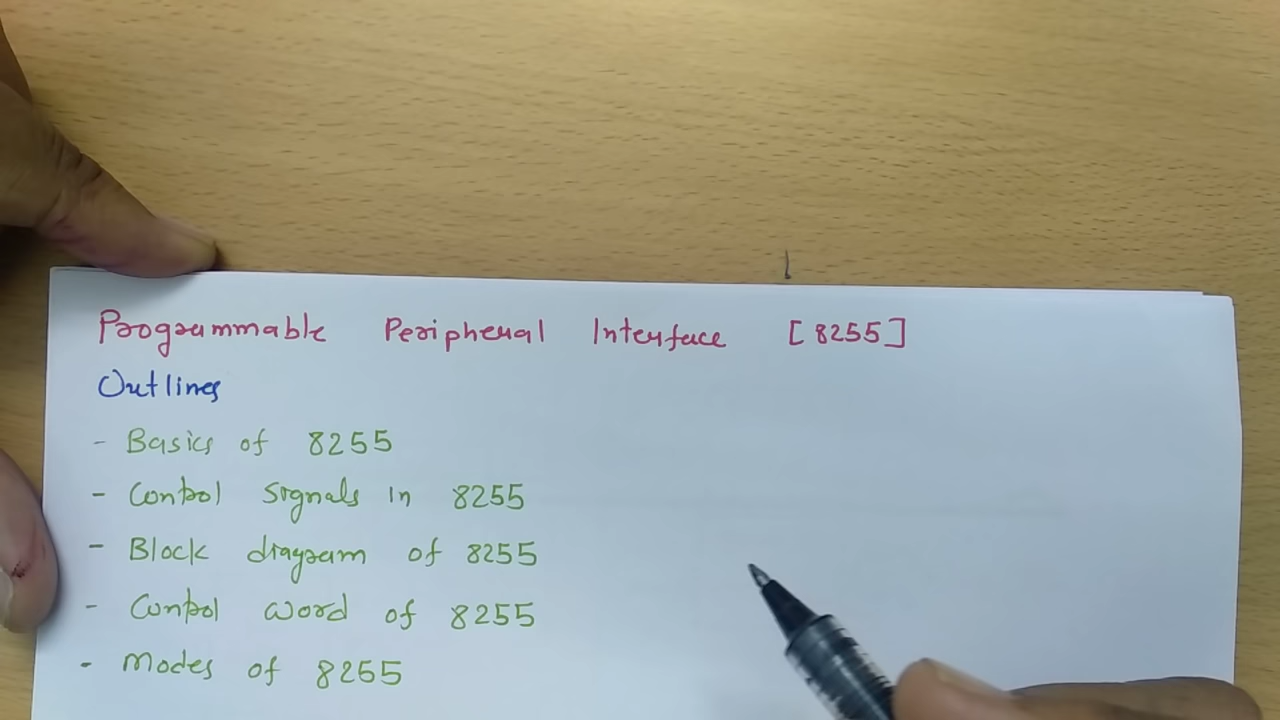 Programmable Peripheral Interface [8255]
Outlines
- Basics of 8255
- Control signals in 8255
- Block diagram of 8255
- Control word of 8255
- Modes of 8255